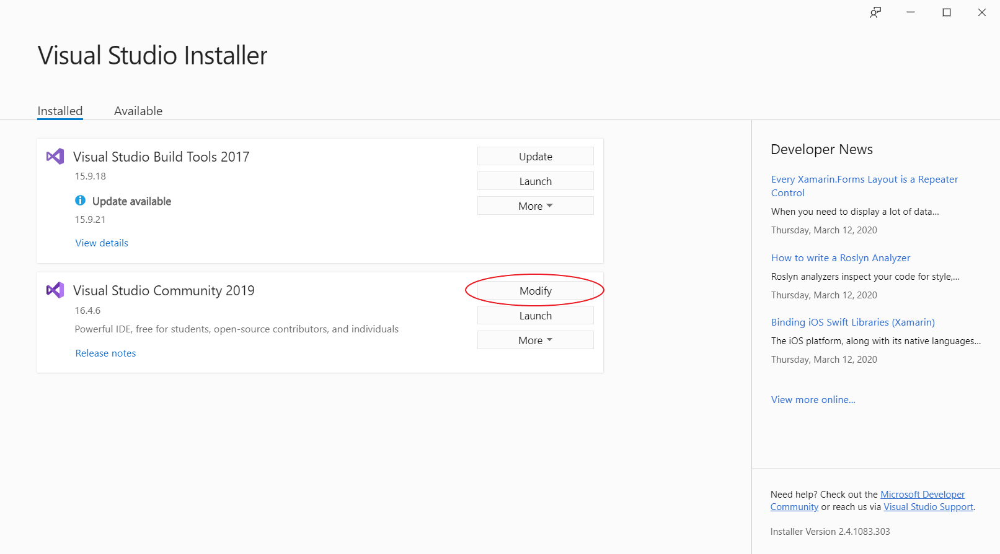 Visual Studio Installer
Installed
Available
Visual Studio Build Tools 2017
15.9.18
Update available
15.9.21
View details
Update
Launch
More
Visual Studio Community 2019
16.4.6
Powerful IDE, free for students, open-source contributors, and individuals
Release notes
Modify
Launch
More
Developer News
Every Xamarin.Forms Layout is a Repeater
Control
When you need to display a lot of data...
Thursday, March 12, 2020
How to write a Roslyn Analyzer
Roslyn analyzers inspect your code for style,...
Thursday, March 12, 2020
Binding iOS Swift Libraries (Xamarin)
The iOS platform, along with its native languages...
Thursday, March 12, 2020
View more online...
Need help? Check out the Microsoft Developer
Community or reach us via Visual Studio Support.
Installer Version 2.4.1083.303